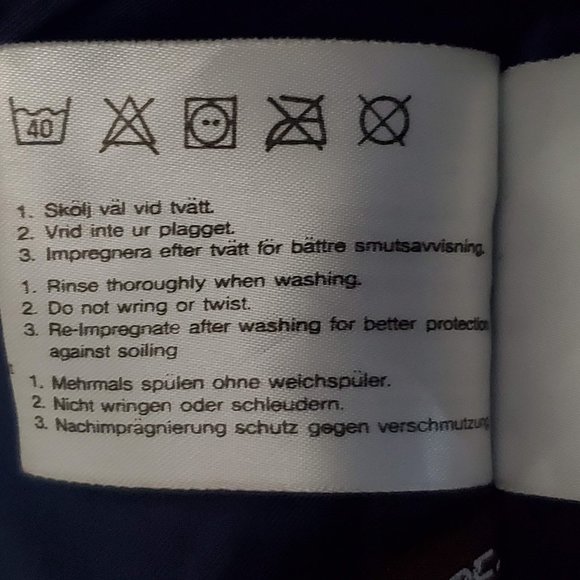 40
1. Skölj väl vid tvätt.
2. Vrid inte ur plagget.
3. Impregnera efter tvätt för bättre smutsavvisning.
1. Rinse thoroughly when washing.
2. Do not wring or twist.
3. Re-Impregnate after washing for better protection
against soiling
1. Mehrmals spülen ohne weichspüler.
2. Nicht wringen oder schleudern.
3. Nachimprägnierung schutz gegen verschmutzung